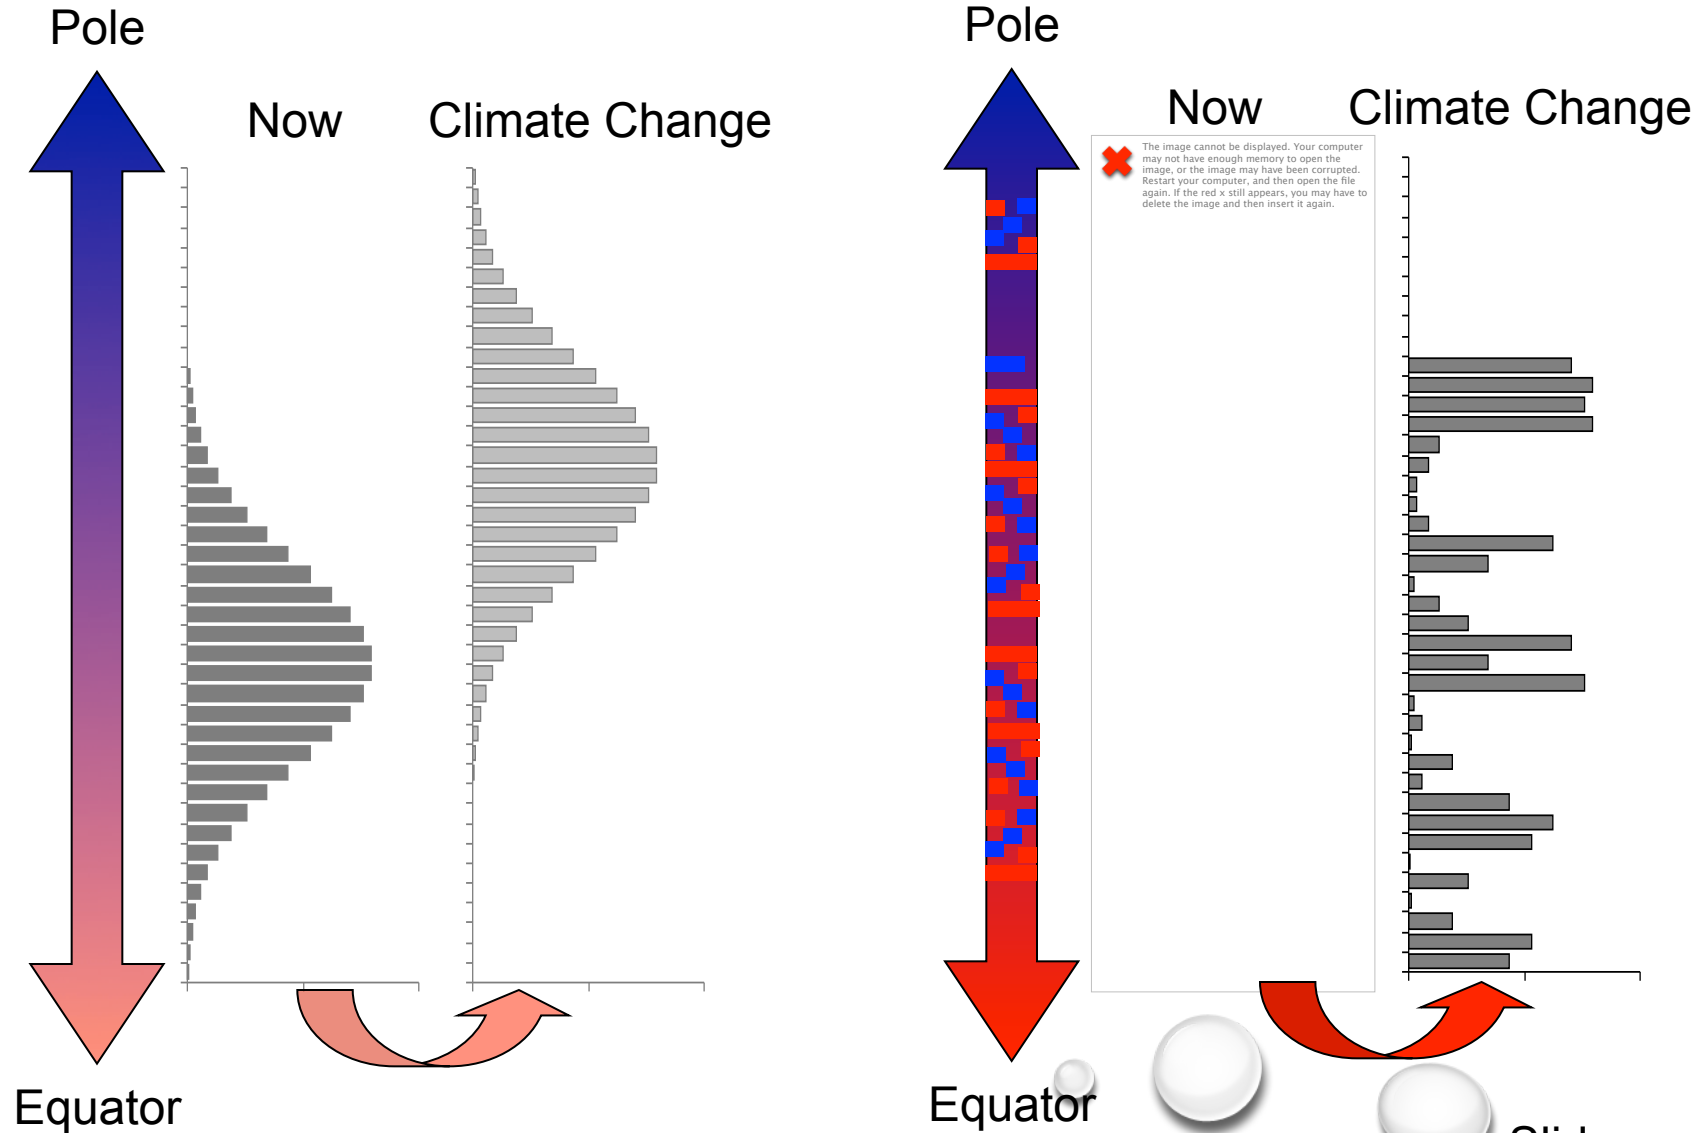 Pole
Now
Climate Change
Equator
Pole
Now
Climate Change
The image cannot be displayed. Your computer
may not have enough memory to open the
image, or the image may have been corrupted.
Restart your computer, and then open the file
again. If the red x still appears, you may have to
delete the image and then insert it again.
Equator